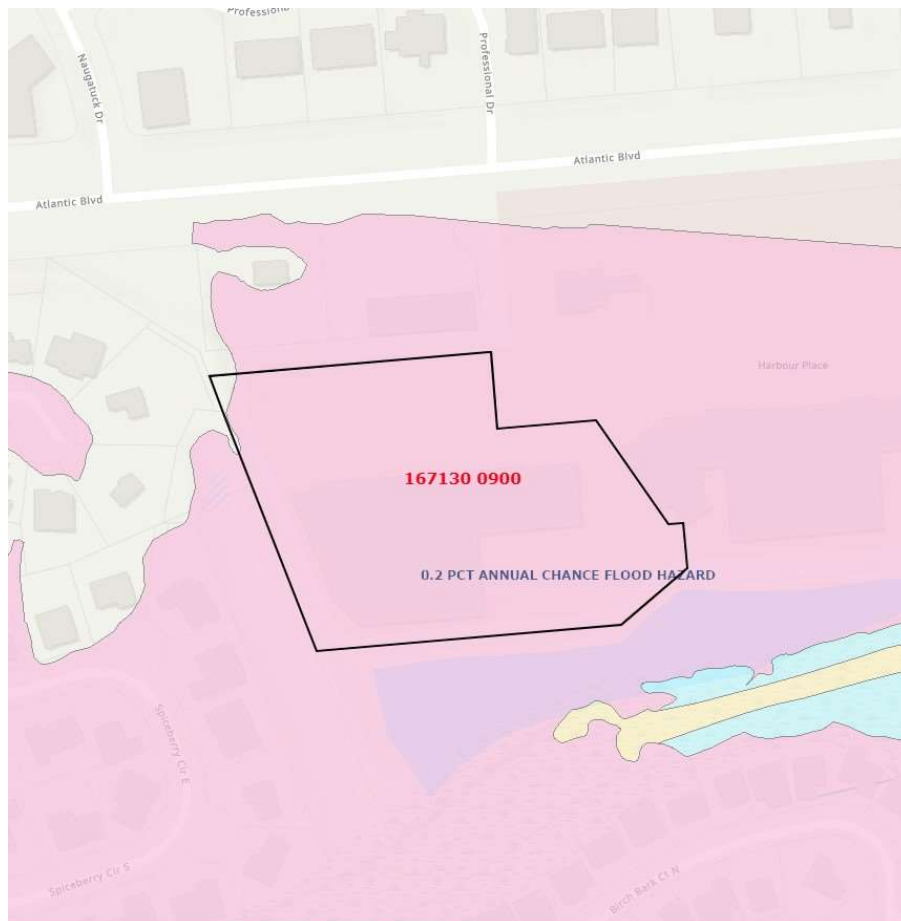 Professional
Naugatuck Dr
Professional Dr
Atlantic Blvd
Atlantic Blvd
Harbour Place
167130 0900
0.2 PCT ANNUAL CHANCE FLOOD HAZARD
Spiceberry Cir E
Spiceberry Cir S
Birch Bark Ct N